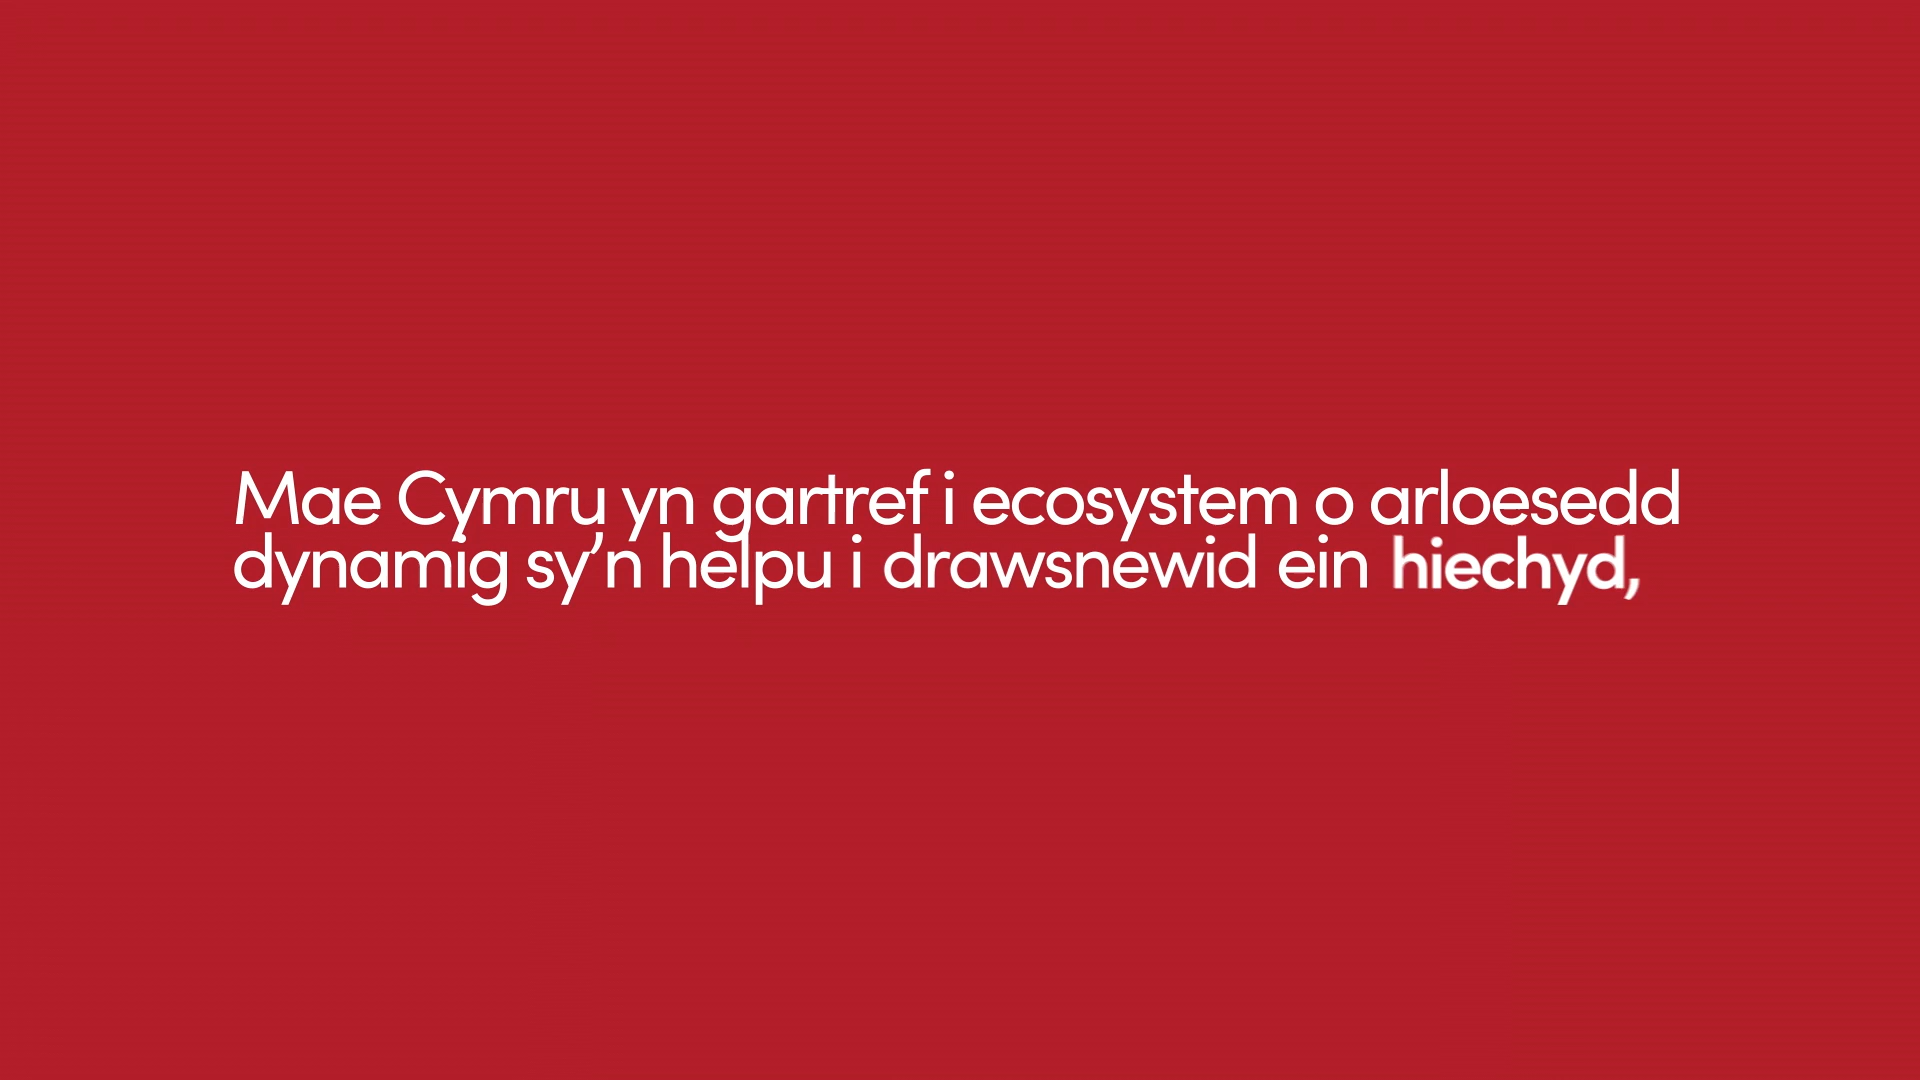 Mae Cymru yn gartref i ecosystem o arloesedd
dynamig sy’n helpu i drawsnewid ein hiechyd,